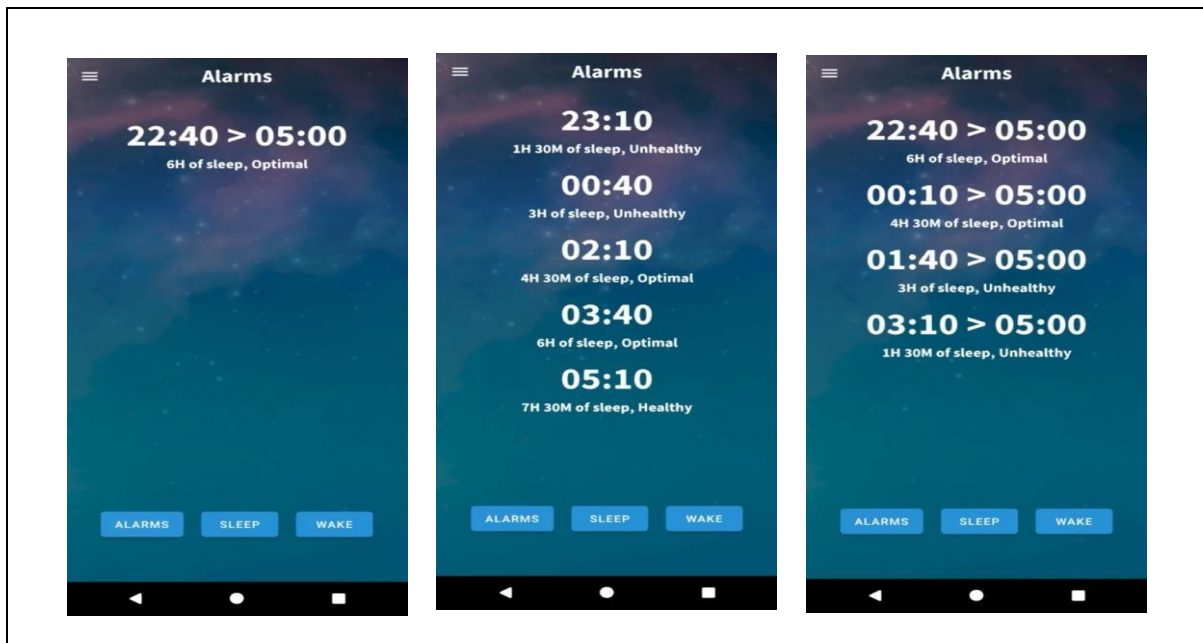 Alarms
22:40 > 05:00
6H of sleep, Optimal
ALARMS SLEEP WAKE
Alarms
23:10
1H 30M of sleep, Unhealthy
00:40
3H of sleep, Unhealthy
02:10
4H 30M of sleep, Optimal
03:40
6H of sleep, Optimal
05:10
7H 30M of sleep, Healthy
ALARMS SLEEP WAKE
Alarms
22:40 > 05:00
6H of sleep, Optimal
00:10 > 05:00
4H 30M of sleep, Optimal
01:40 > 05:00
3H of sleep, Unhealthy
03:10 > 05:00
1H 30M of sleep, Unhealthy
ALARMS SLEEP WAKE